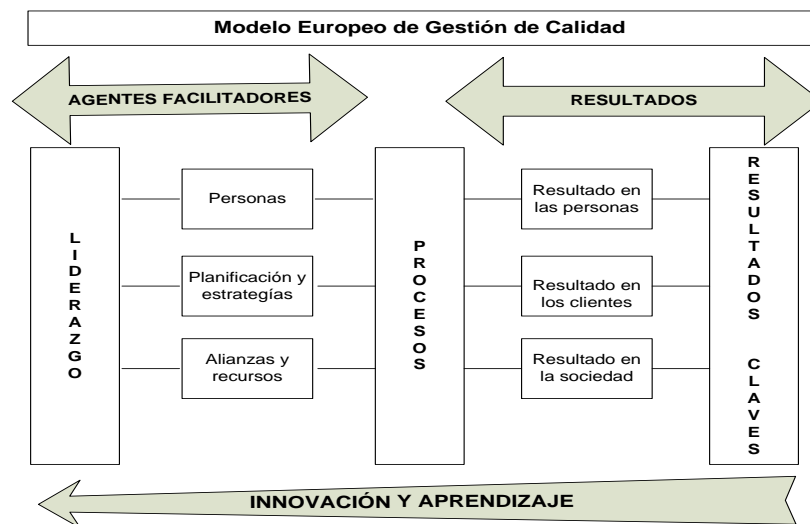 Modelo Europeo de Gestión de Calidad
AGENTES FACILITADORES
RESULTADOS
LIDERAZGO
Personas
Planificación y
estrategías
Alianzas y
recursos
PROCESOS
Resultado en
las personas
Resultado en
los clientes
Resultado en
la sociedad
RESULTADOS CLAVES
INNOVACIÓN Y APRENDIZAJE